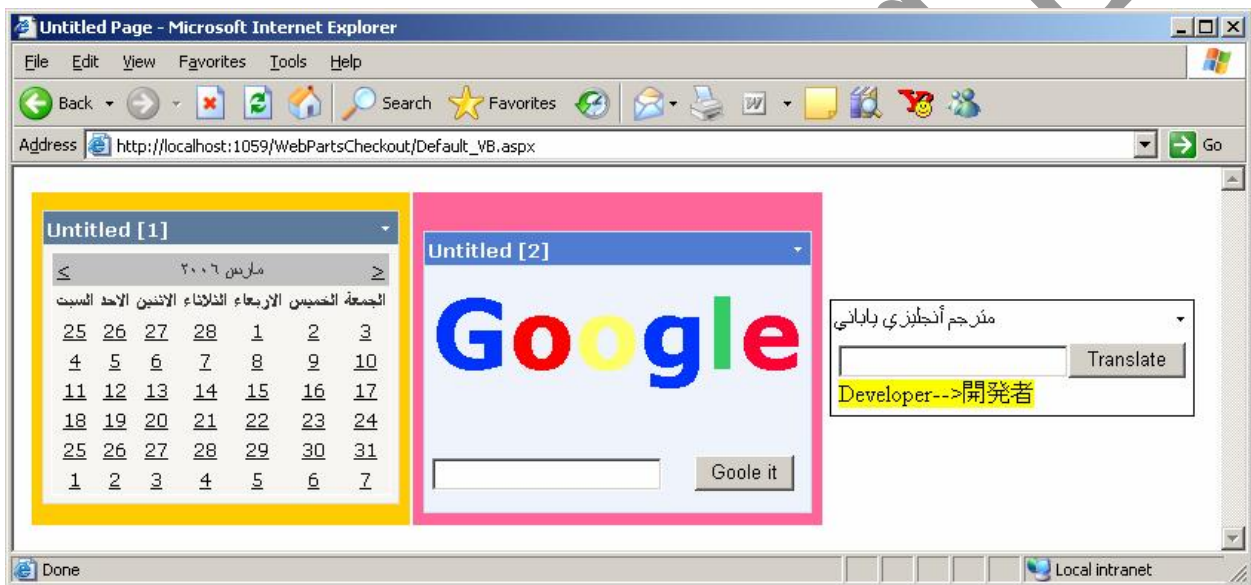 Untitled Page - Microsoft Internet Explorer
File Edit View Favorites Tools Help
Back Search Favorites
Address http://localhost:1059/WebPartsCheckout/Default_VB.aspx Go
Untitled [1]
< مارس ٢٠٠٦ >
السبت الاحد الاثنين الثلاثاء الاربعاء الخميس الجمعة
25 26 27 28 1 2 3
4 5 6 7 8 9 10
11 12 13 14 15 16 17
18 19 20 21 22 23 24
25 26 27 28 29 30 31
1 2 3 4 5 6 7
Untitled [2]
Google
Goole it
مترجم أنجليزي ياباني
Translate
Developer-->開発者
Done Local intranet